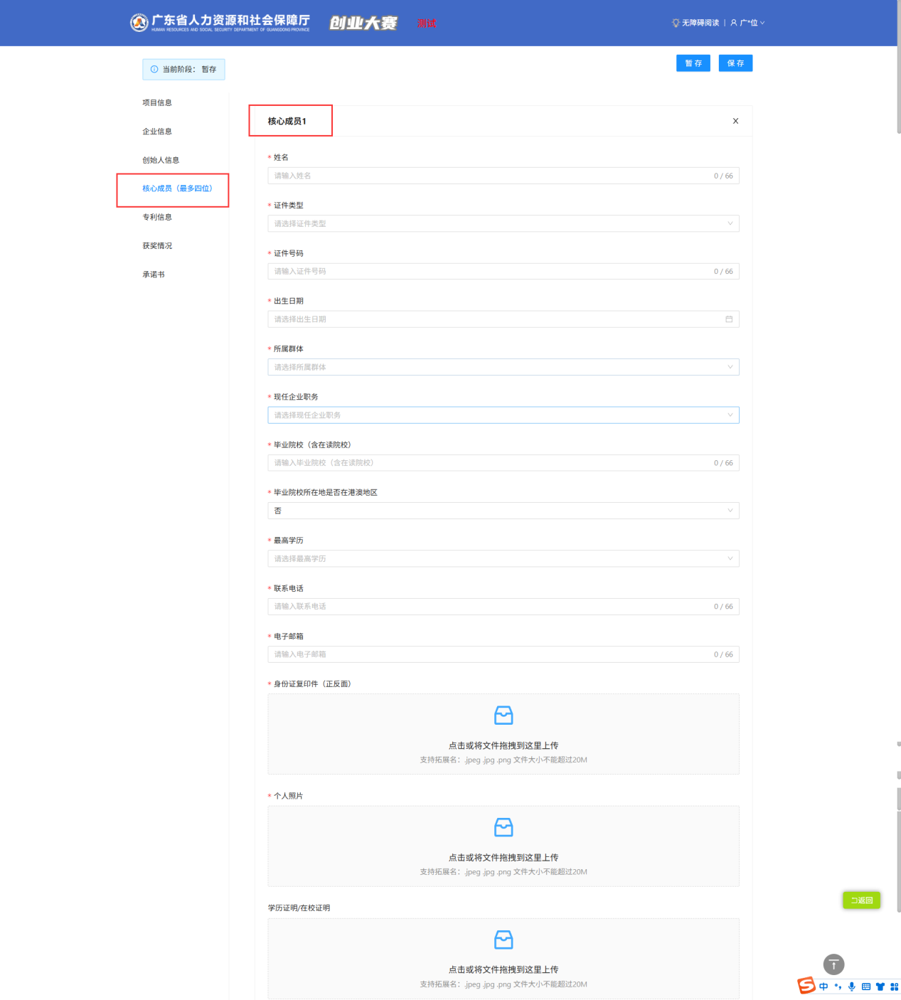 广东省人力资源和社会保障厅
HUMAN RESOURCES AND SOCIAL SECURITY DEPARTMENT OF GUANGDONG PROVINCE
创业大赛
测试
无障碍阅读 | 广*位
当前阶段： 暂存
暂 存
保 存
项目信息
企业信息
创始人信息
核心成员（最多四位）
专利信息
获奖情况
承诺书
核心成员1
* 姓名
请输入姓名 0 / 66
* 证件类型
请选择证件类型
* 证件号码
请输入证件号码 0 / 66
* 出生日期
请选择出生日期
* 所属群体
请选择所属群体
* 现任企业职务
请选择现任企业职务
* 毕业院校（含在读院校）
请输入毕业院校（含在读院校） 0 / 66
* 毕业院校所在地是否在港澳地区
否
* 最高学历
请选择最高学历
* 联系电话
请输入联系电话 0 / 66
* 电子邮箱
请输入电子邮箱 0 / 66
* 身份证复印件（正反面）
点击或将文件拖拽到这里上传
支持拓展名：.jpeg .jpg .png 文件大小不能超过20M
* 个人照片
点击或将文件拖拽到这里上传
支持拓展名：.jpeg .jpg .png 文件大小不能超过20M
学历证明/在校证明
点击或将文件拖拽到这里上传
支持拓展名：.jpeg .jpg .png 文件大小不能超过20M
返回
中